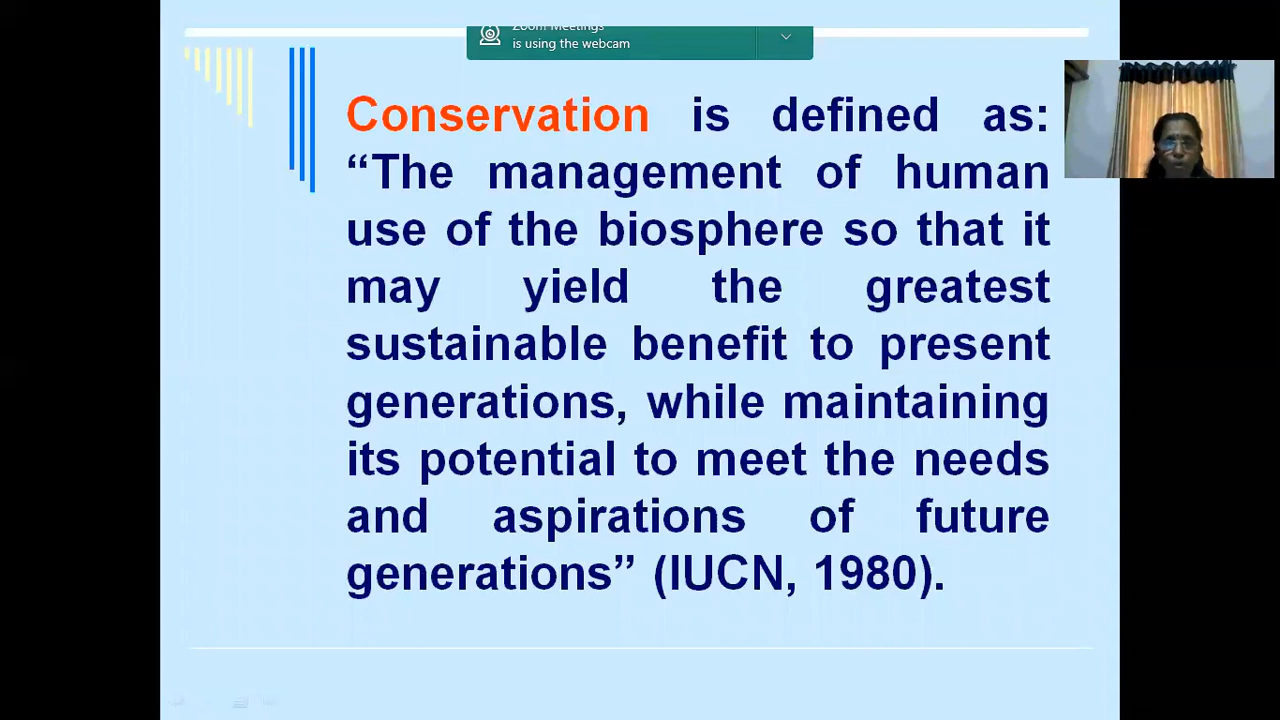 Zoom Meetings
is using the webcam
Conservation is defined as:
“The management of human
use of the biosphere so that it
may yield the greatest
sustainable benefit to present
generations, while maintaining
its potential to meet the needs
and aspirations of future
generations” (IUCN, 1980).